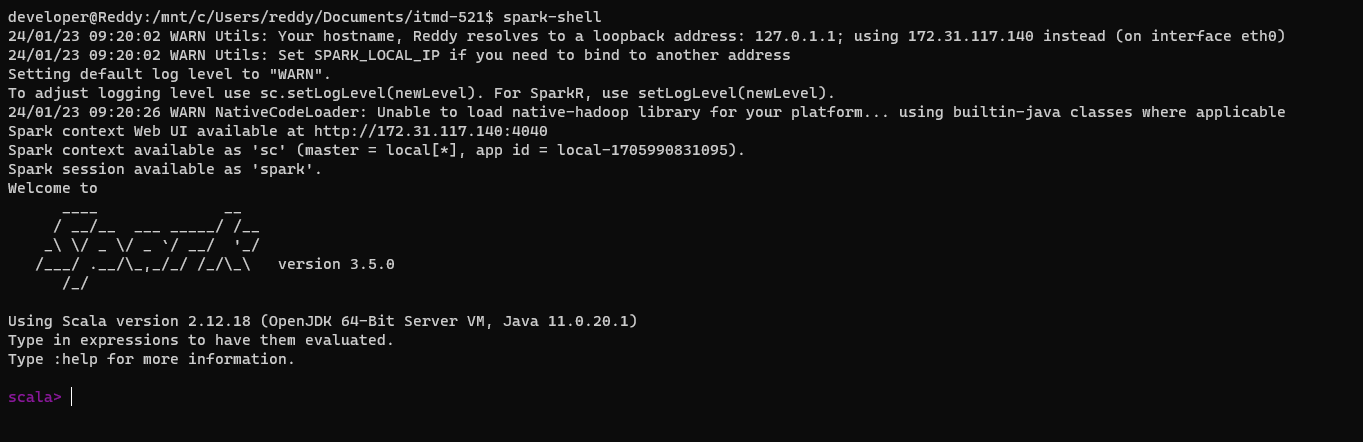 developer@Reddy:/mnt/c/Users/reddy/Documents/itmd-521$ spark-shell
24/01/23 09:20:02 WARN Utils: Your hostname, Reddy resolves to a loopback address: 127.0.1.1; using 172.31.117.140 instead (on interface eth0)
24/01/23 09:20:02 WARN Utils: Set SPARK_LOCAL_IP if you need to bind to another address
Setting default log level to "WARN".
To adjust logging level use sc.setLogLevel(newLevel). For SparkR, use setLogLevel(newLevel).
24/01/23 09:20:26 WARN NativeCodeLoader: Unable to load native-hadoop library for your platform... using builtin-java classes where applicable
Spark context Web UI available at http://172.31.117.140:4040
Spark context available as 'sc' (master = local[*], app id = local-1705990831095).
Spark session available as 'spark'.
Welcome to
      ____              __
     / __/__  ___ _____/ /__
    _\ \/ _ \/ _ `/ __/  '_/
   /___/ .__/\_,_/_/ /_/\_\   version 3.5.0
      /_/
Using Scala version 2.12.18 (OpenJDK 64-Bit Server VM, Java 11.0.20.1)
Type in expressions to have them evaluated.
Type :help for more information.
scala>